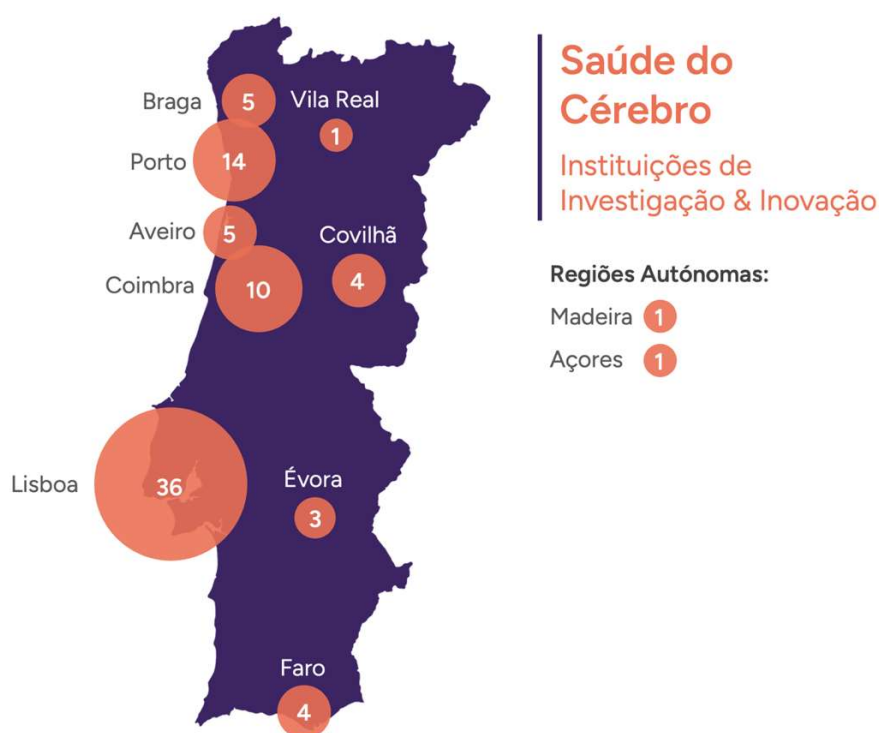 Saúde do
Cérebro
Instituições de
Investigação & Inovação
Regiões Autónomas:
Madeira 1
Açores 1
Braga 5
Vila Real
1
Porto 14
Aveiro 5
Covilhã
4
Coimbra 10
Lisboa 36
Évora
3
Faro
4